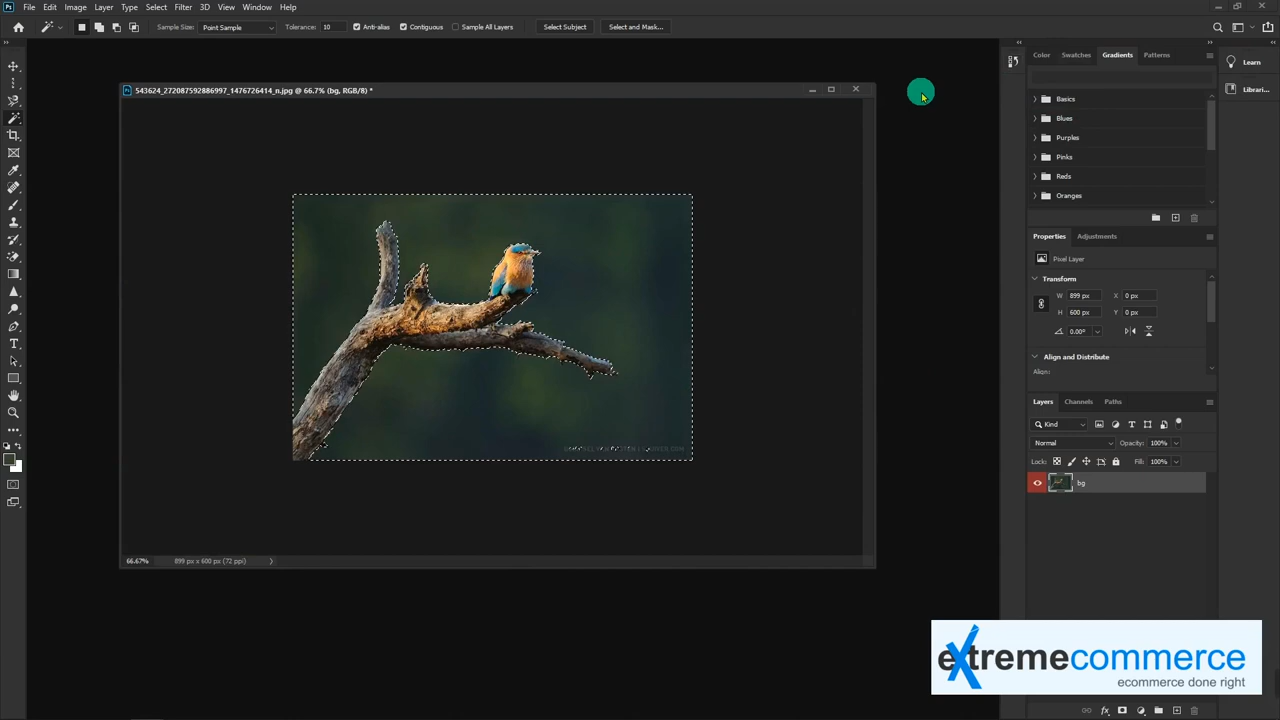 Ps File Edit Image Layer Type Select Filter 3D View Window Help
Sample Size: Point Sample Tolerance: 10 Anti-alias Contiguous Sample All Layers Select Subject Select and Mask...
Color Swatches Gradients Patterns
Learn
Librari...
Ps 543624_272087592886997_1476726414_n.jpg @ 66.7% (bg, RGB/8) *
Basics
Blues
Purples
Pinks
Reds
Oranges
Properties Adjustments
Pixel Layer
Transform
W 899 px X 0 px
H 600 px Y 0 px
0.00°
Align and Distribute
Align:
Layers Channels Paths
Kind
Normal Opacity: 100%
Lock: Fill: 100%
bg
66.67% 899 px x 600 px (72 ppi)
extremecommerce
ecommerce done right
fx